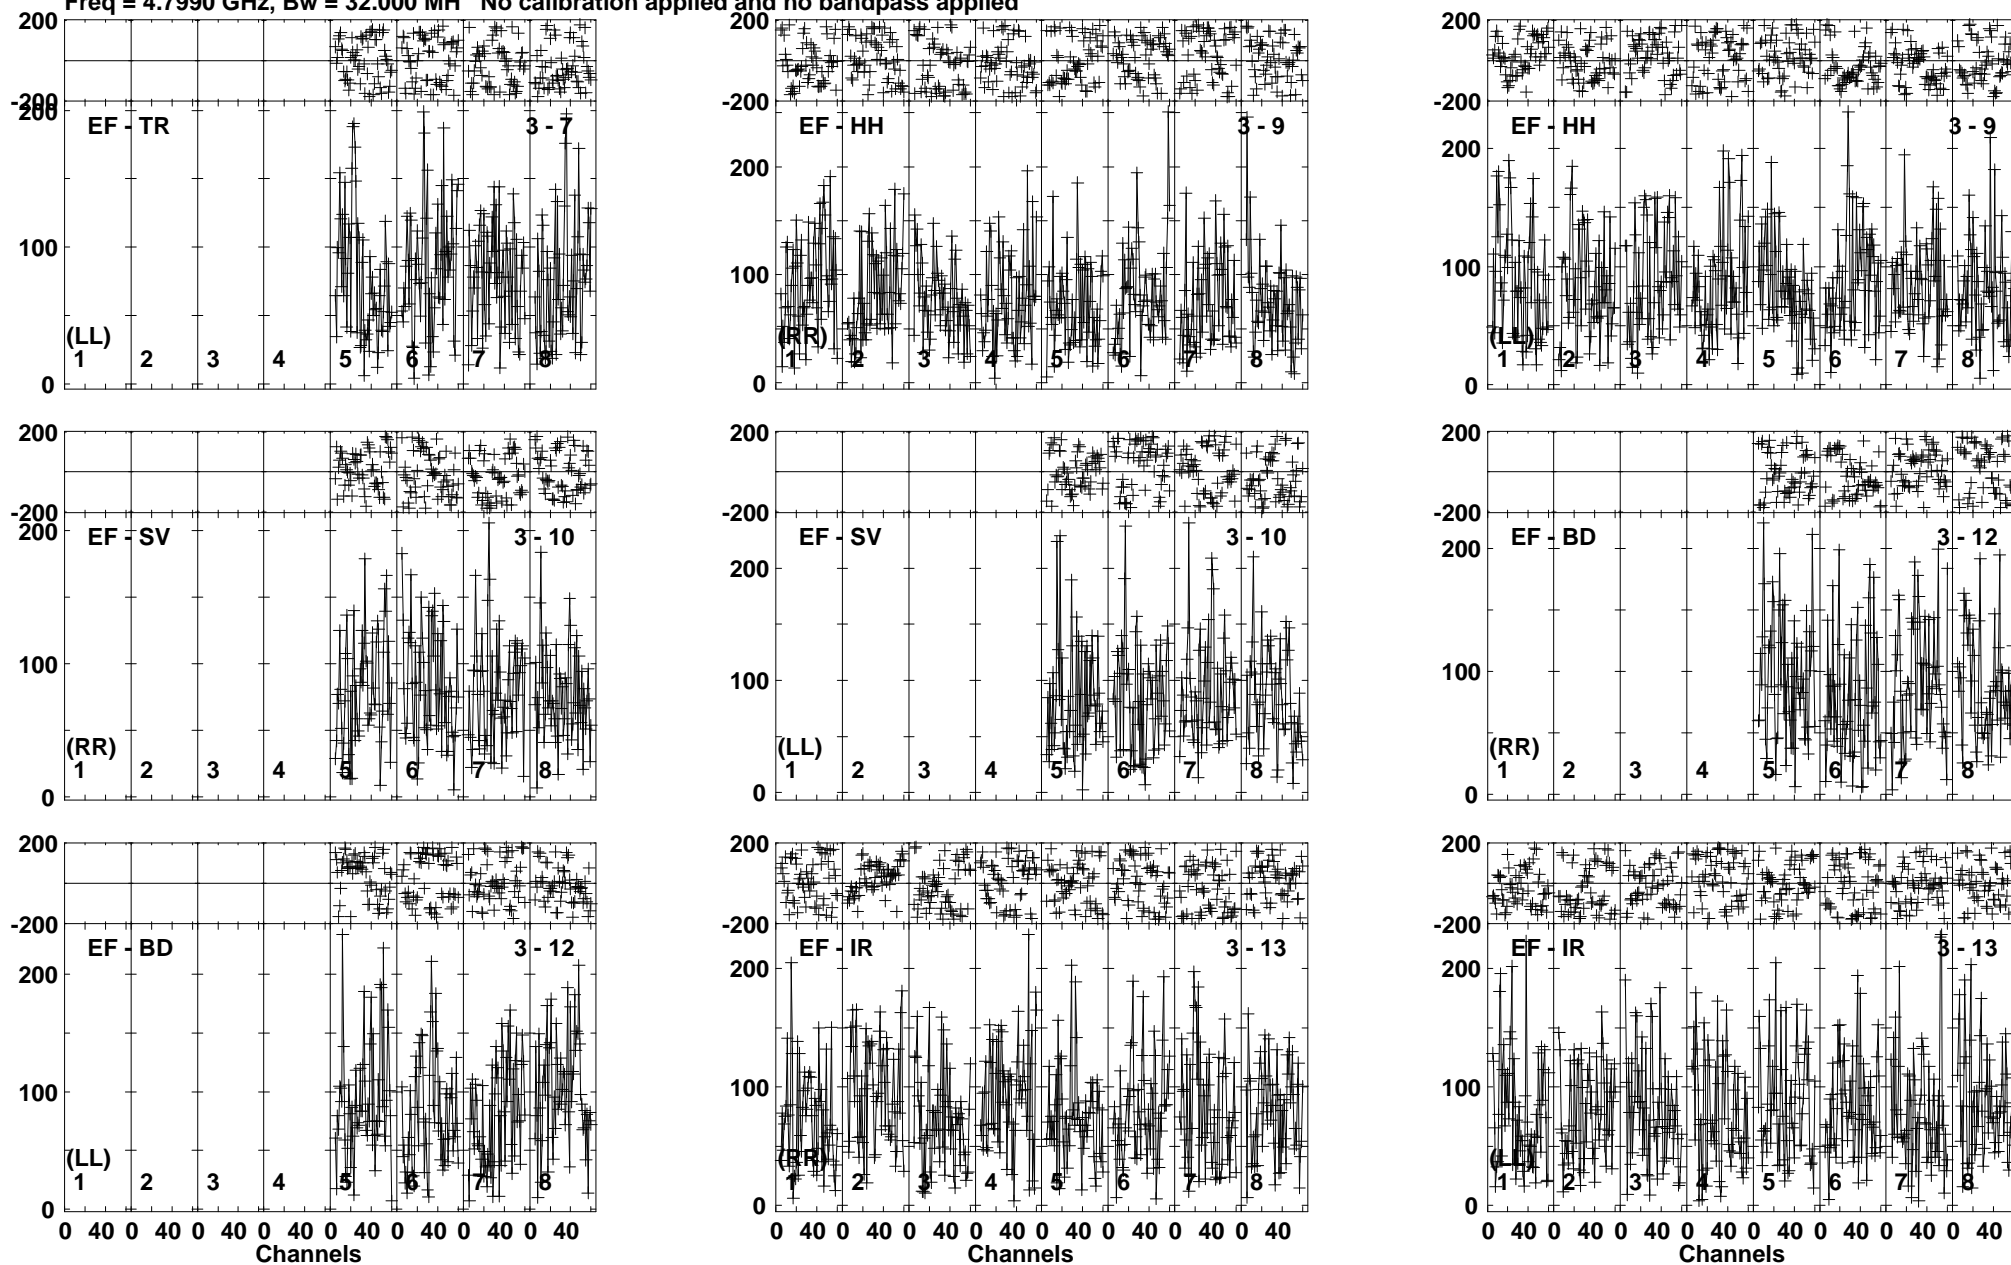 Freq = 4.7990 GHz, Bw = 32.000 MH No calibration applied and no bandpass applied
200 200 200
-200 -200 -200
200 EF - TR 3 - 7 EF - HH 3 - 9 EF - HH 3 - 9
200 200
100 100 100
(LL) (RR) (LL)
1 2 3 4 5 6 7 8 1 2 3 4 5 6 7 8 1 2 3 4 5 6 7 8
0 0 0
200 200 200
-200 -200 -200
200 EF - SV 3 - 10 EF - SV 3 - 10 EF - BD 3 - 12
200 200
100 100 100
(RR) (LL) (RR)
1 2 3 4 5 6 7 8 1 2 3 4 5 6 7 8 1 2 3 4 5 6 7 8
0 0 0
200 200 200
-200 -200 -200
EF - BD 3 - 12 EF - IR 3 - 13 EF - IR 3 - 13
200 200 200
100 100 100
(LL) (RR) (LL)
1 2 3 4 5 6 7 8 1 2 3 4 5 6 7 8 1 2 3 4 5 6 7 8
0 0 0
0 40 0 40 0 40 0 40 0 40 0 40 0 40 0 40 0 40 0 40 0 40 0 40 0 40 0 40 0 40 0 40 0 40 0 40 0 40 0 40 0 40 0 40 0 40 0 40
Channels Channels Channels